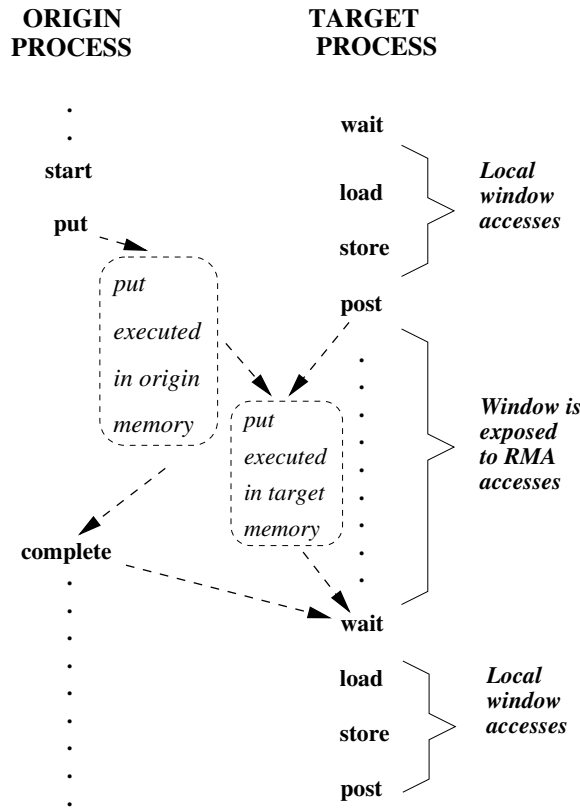 ORIGIN
PROCESS
TARGET
PROCESS
wait
start
load
Local
window
accesses
put
store
put
executed
in origin
memory
post
put
executed
in target
memory
Window is
exposed
to RMA
accesses
complete
wait
load
store
post
Local
window
accesses